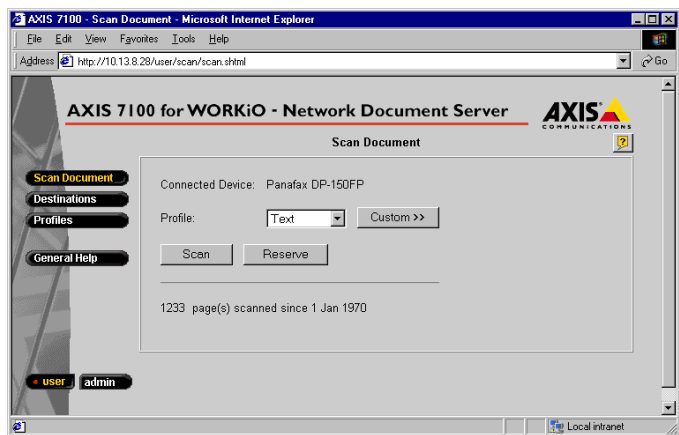 AXIS 7100 - Scan Document - Microsoft Internet Explorer
File Edit View Favorites Tools Help
Address http://10.13.8.28/user/scan/scan.shtml Go
AXIS 7100 for WORKiO - Network Document Server
AXIS
COMMUNICATIONS
Scan Document
?
Scan Document
Destinations
Profiles
General Help
Connected Device: Panafax DP-150FP
Profile: Text Custom >>
Scan Reserve
1233 page(s) scanned since 1 Jan 1970
user admin
Local intranet